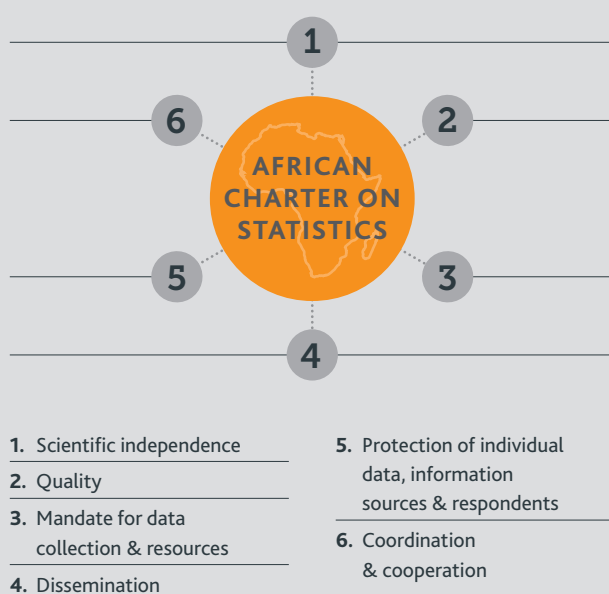 1
6
2
AFRICAN
CHARTER ON
STATISTICS
5
3
4
1. Scientific independence
2. Quality
3. Mandate for data
collection & resources
4. Dissemination
5. Protection of individual
data, information
sources & respondents
6. Coordination
& cooperation